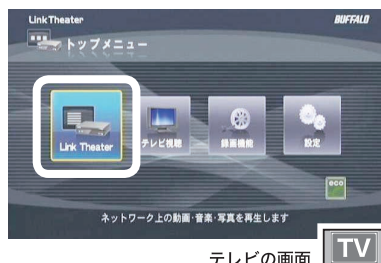 LinkTheater
BUFFALO
トップメニュー
Link Theater
テレビ視聴
録画機能
設定
eco
ネットワーク上の動画・音楽・写真を再生します
テレビの画面
TV